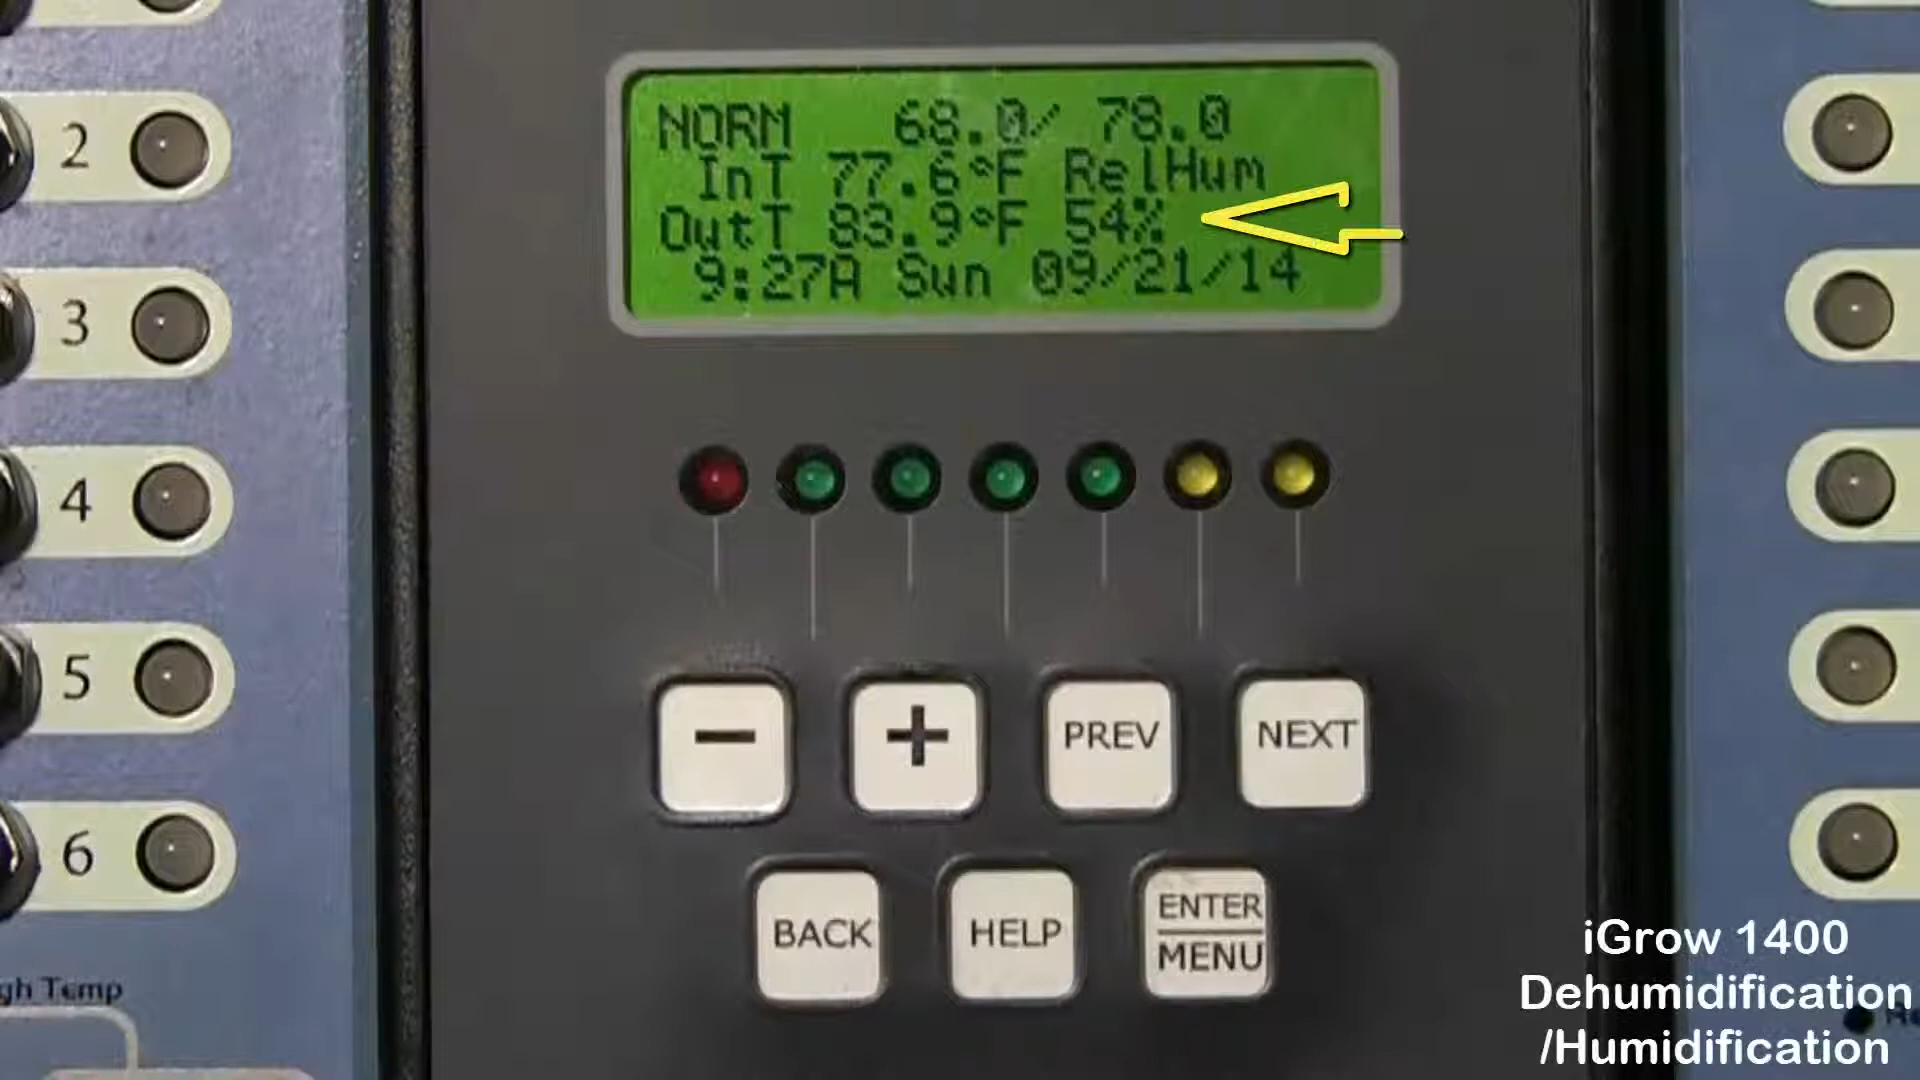 NORM 68.0/ 78.0
InT 77.6°F RelHum
OutT 83.9°F 54%
9:27A Sun 09/21/14
2
3
4
5
6
− + PREV NEXT
BACK HELP ENTER
MENU
gh Temp
iGrow 1400
Dehumidification
/Humidification